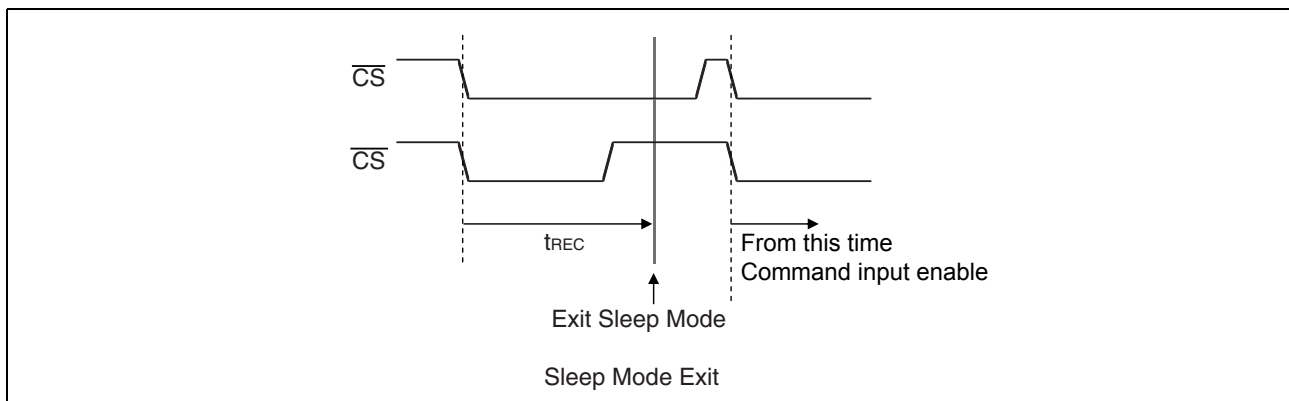 CS
CS
tREC
From this time
Command input enable
Exit Sleep Mode
Sleep Mode Exit